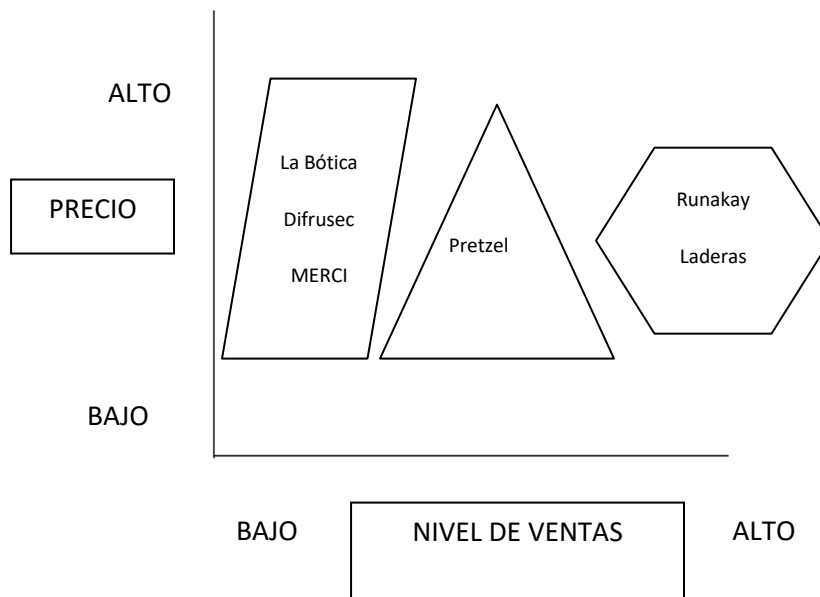 ALTO
PRECIO
La Bótica
Difrusec
MERCI
Pretzel
Runakay
Laderas
BAJO
BAJO
NIVEL DE VENTAS
ALTO